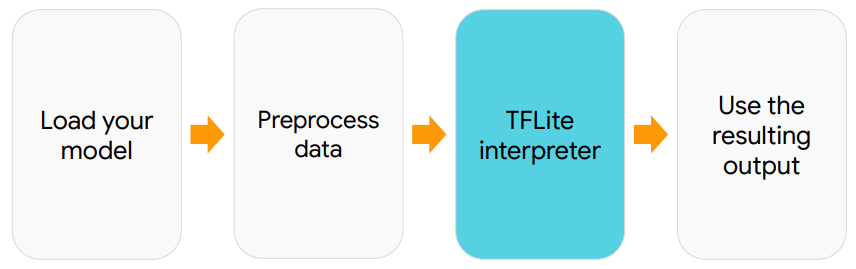 Load your
model
Preprocess
data
TFLite
interpreter
Use the
resulting
output